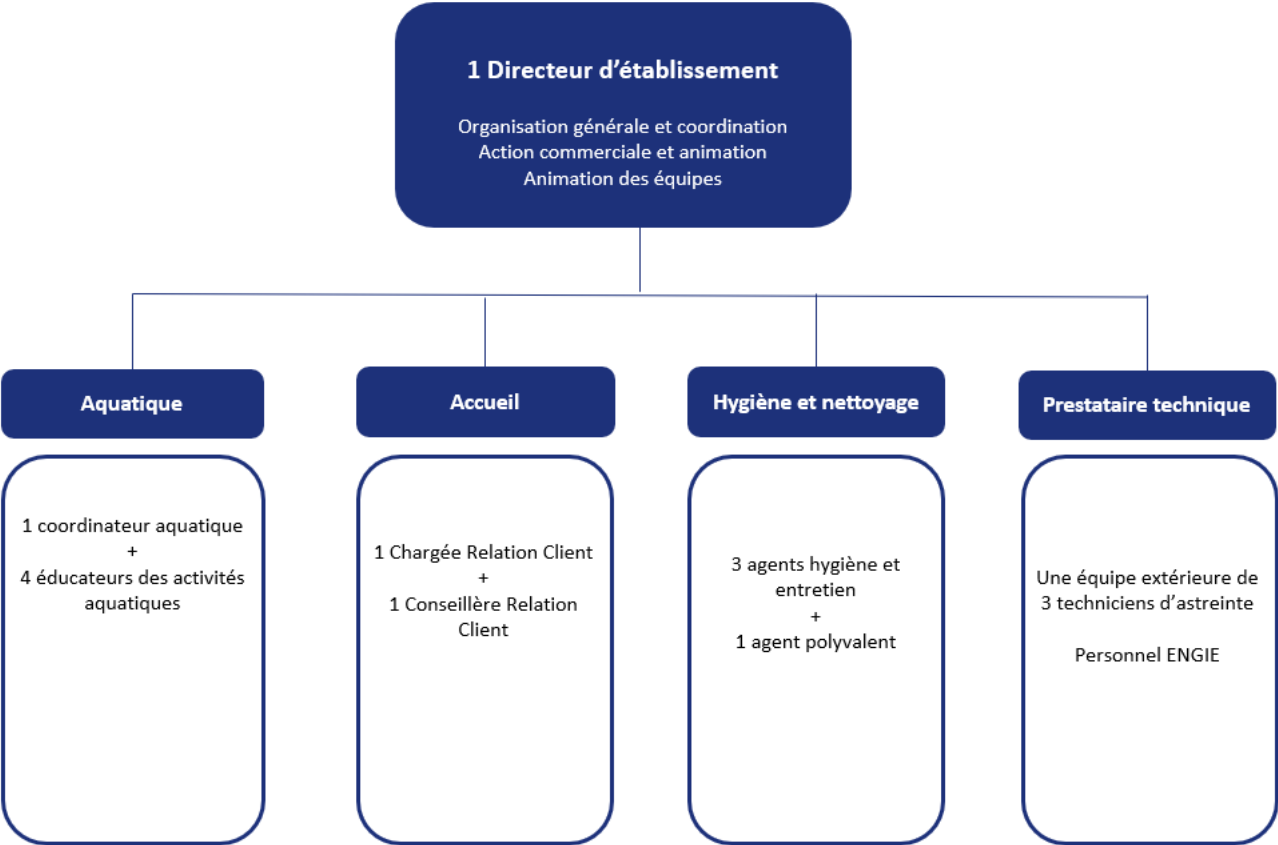 1 Directeur d’établissement
Organisation générale et coordination
Action commerciale et animation
Animation des équipes
Aquatique
1 coordinateur aquatique
+
4 éducateurs des activités
aquatiques
Accueil
1 Chargée Relation Client
+
1 Conseillère Relation
Client
Hygiène et nettoyage
3 agents hygiène et
entretien
+
1 agent polyvalent
Prestataire technique
Une équipe extérieure de
3 techniciens d’astreinte
Personnel ENGIE